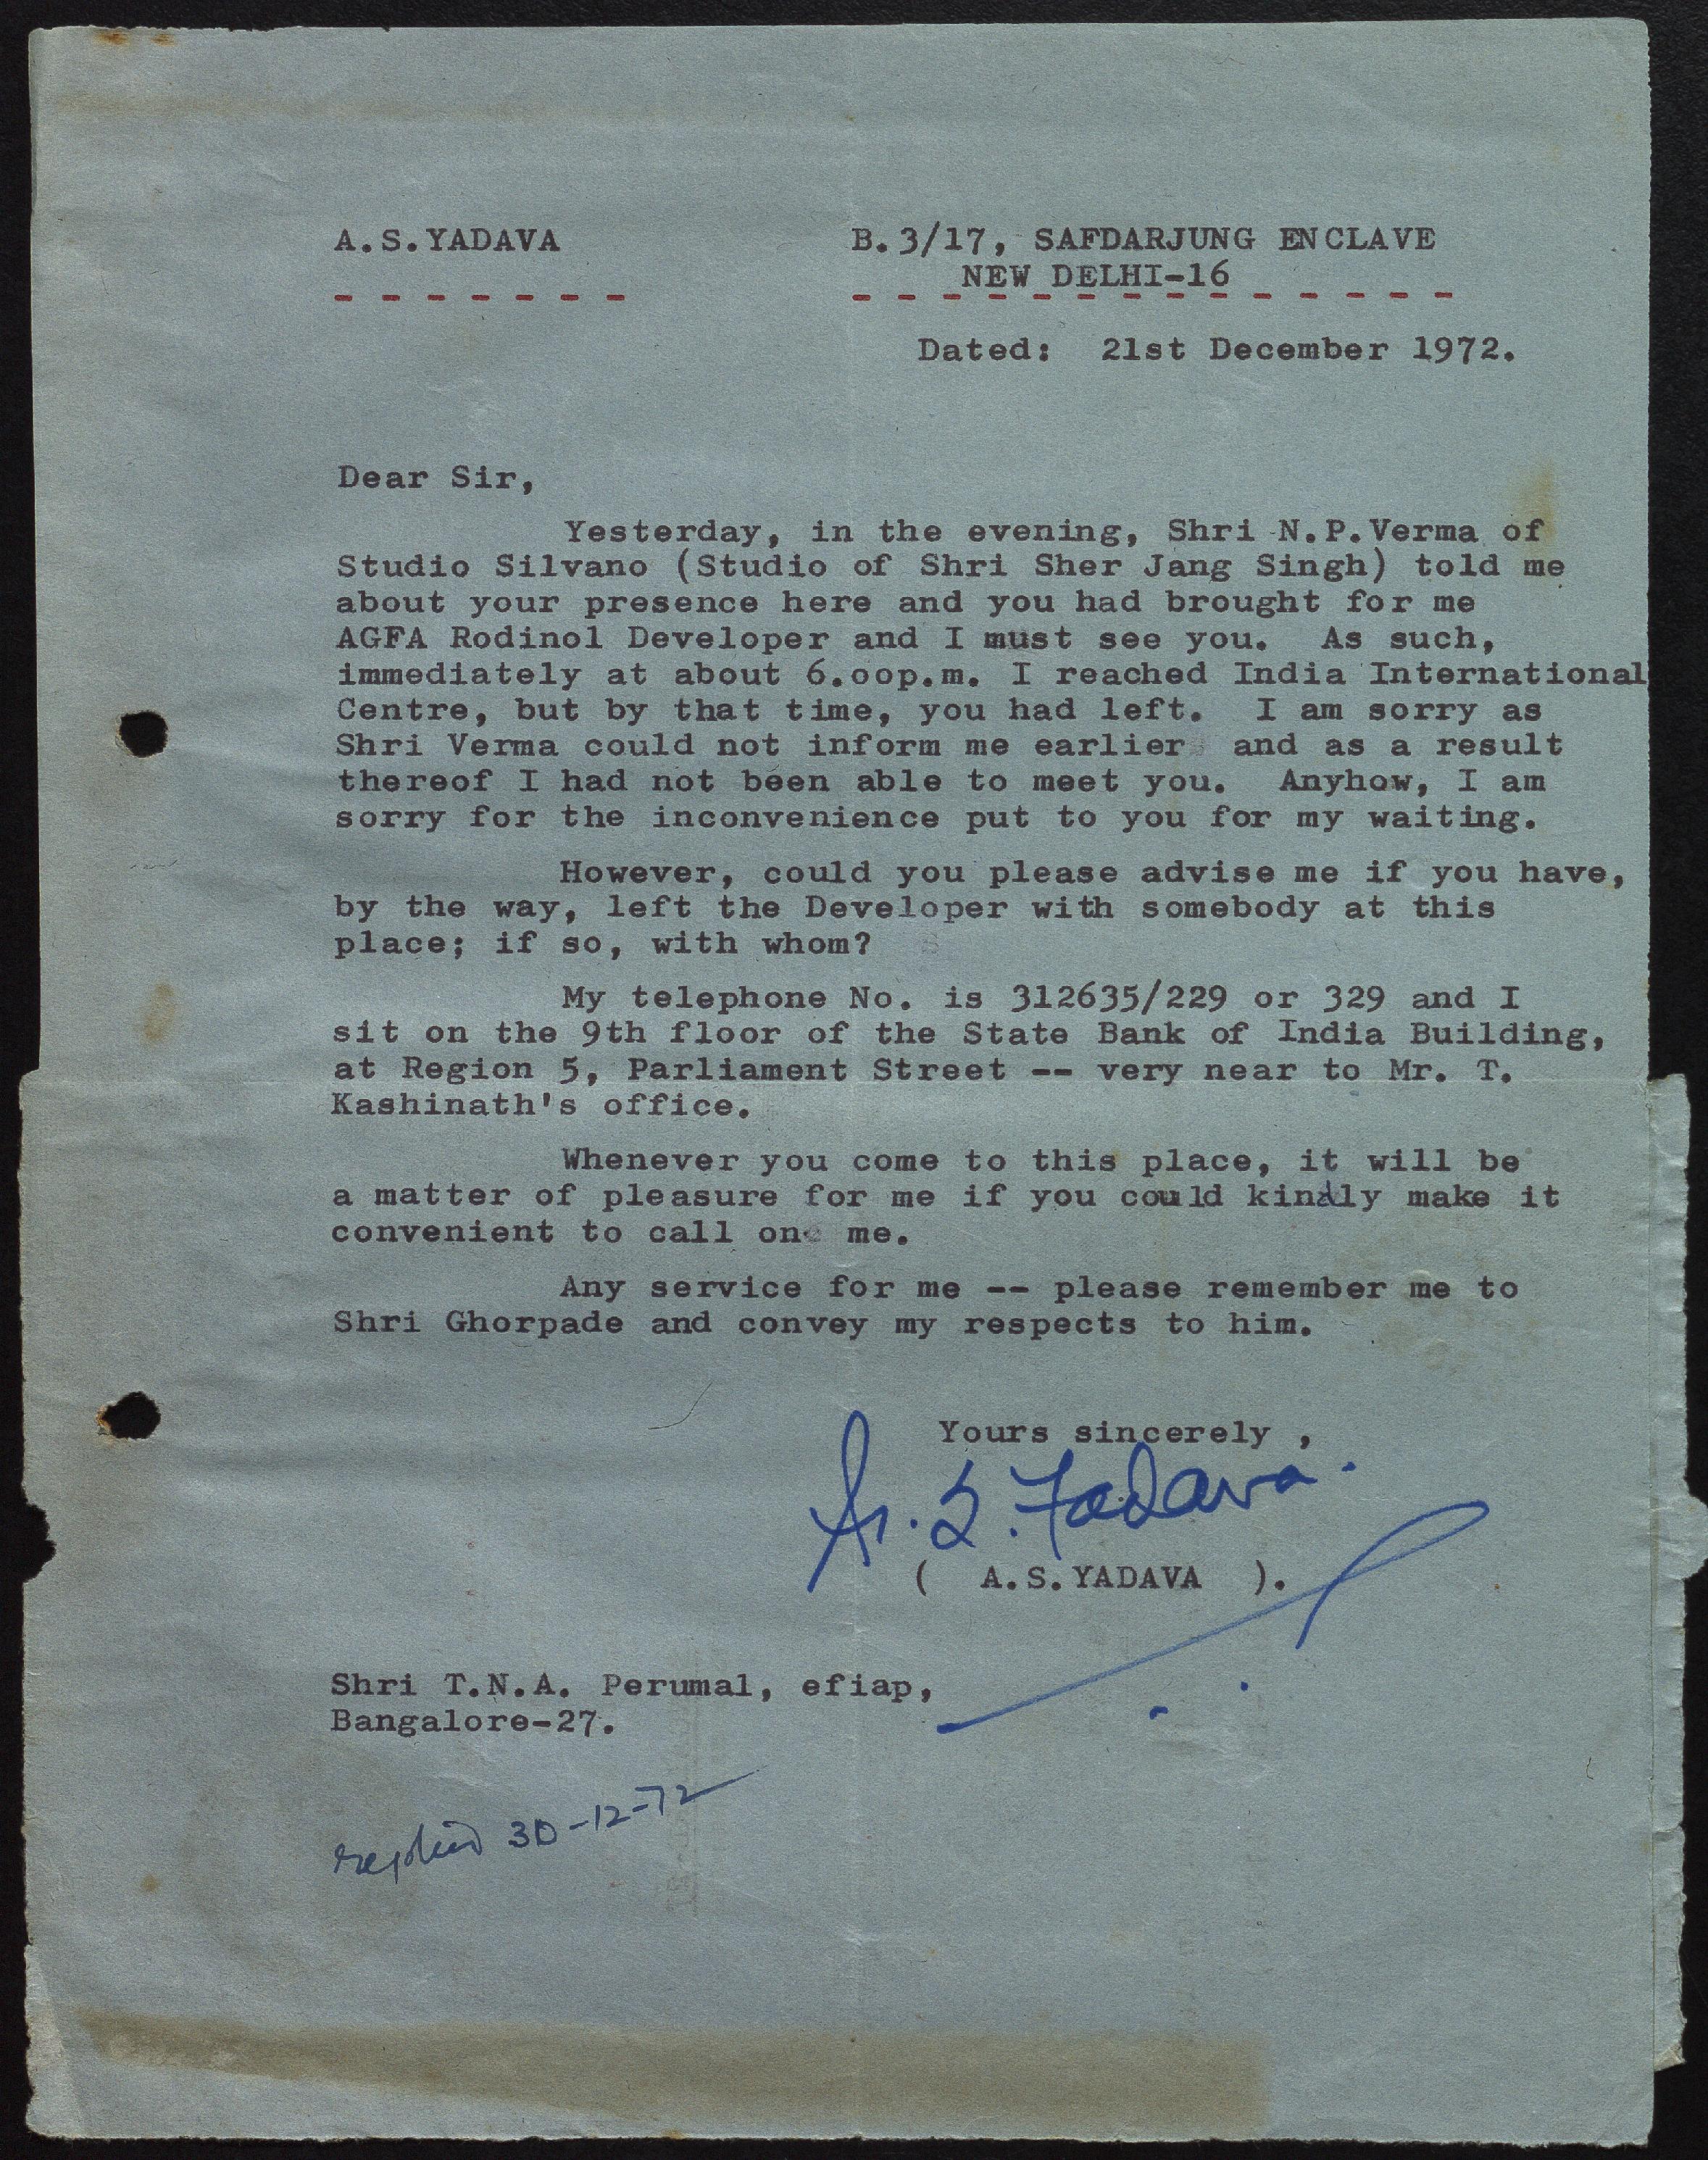 A.S.YADAVA
B.3/17, SAFDARJUNG ENCLAVE
NEW DELHI-16
Dated: 21st December 1972.
Dear Sir,
Yesterday, in the evening, Shri N.P.Verma of
Studio Silvano (Studio of Shri Sher Jang Singh) told me
about your presence here and you had brought for me
AGFA Rodinol Developer and I must see you. As such,
immediately at about 6.oop.m. I reached India International
Centre, but by that time, you had left. I am sorry as
Shri Verma could not inform me earlier and as a result
thereof I had not been able to meet you. Anyhow, I am
sorry for the inconvenience put to you for my waiting.
However, could you please advise me if you have,
by the way, left the Developer with somebody at this
place; if so, with whom?
My telephone No. is 312635/229 or 329 and I
sit on the 9th floor of the State Bank of India Building,
at Region 5, Parliament Street -- very near to Mr. T.
Kashinath's office.
Whenever you come to this place, it will be
a matter of pleasure for me if you could kindly make it
convenient to call on me.
Any service for me -- please remember me to
Shri Ghorpade and convey my respects to him.
Yours sincerely ,
A.S.Yadava.
( A.S.YADAVA ).
Shri T.N.A. Perumal, efiap,
Bangalore-27.
replied 30-12-72